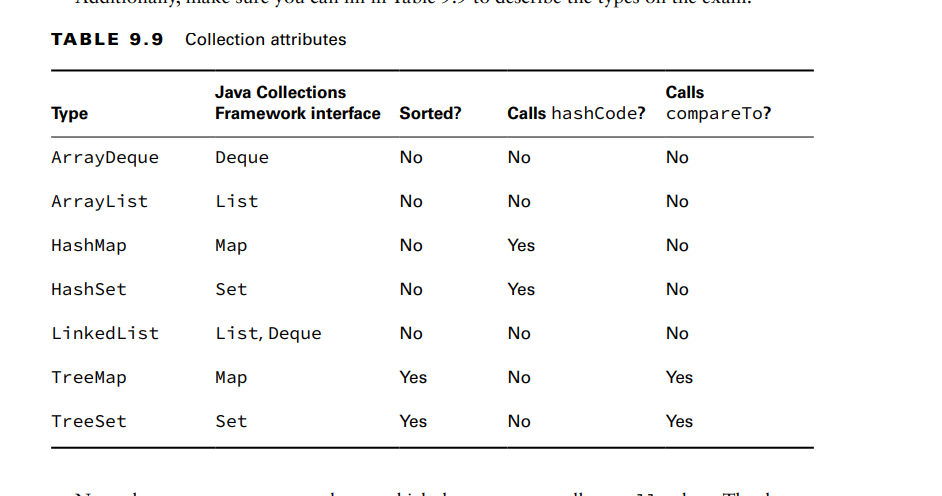 Additionally, make sure you can fill in Table 9.9 to describe the types on the exam.
TABLE 9.9 Collection attributes
Type Java Collections Framework interface Sorted? Calls hashCode? Calls compareTo?
ArrayDeque Deque No No No
ArrayList List No No No
HashMap Map No Yes No
HashSet Set No Yes No
LinkedList List, Deque No No No
TreeMap Map Yes No Yes
TreeSet Set Yes No Yes